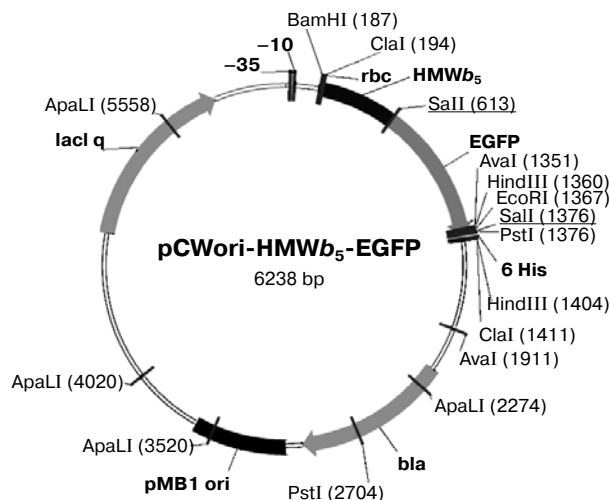 BamHI (187)
–10
ClaI (194)
–35
rbc
HMWb₅
ApaLI (5558)
SalI (613)
lacI q
EGFP
AvaI (1351)
HindIII (1360)
EcoRI (1367)
SalI (1376)
PstI (1376)
pCWori-HMWb₅-EGFP
6238 bp
6 His
HindIII (1404)
ClaI (1411)
AvaI (1911)
ApaLI (4020)
ApaLI (2274)
ApaLI (3520)
bla
pMB1 ori
PstI (2704)